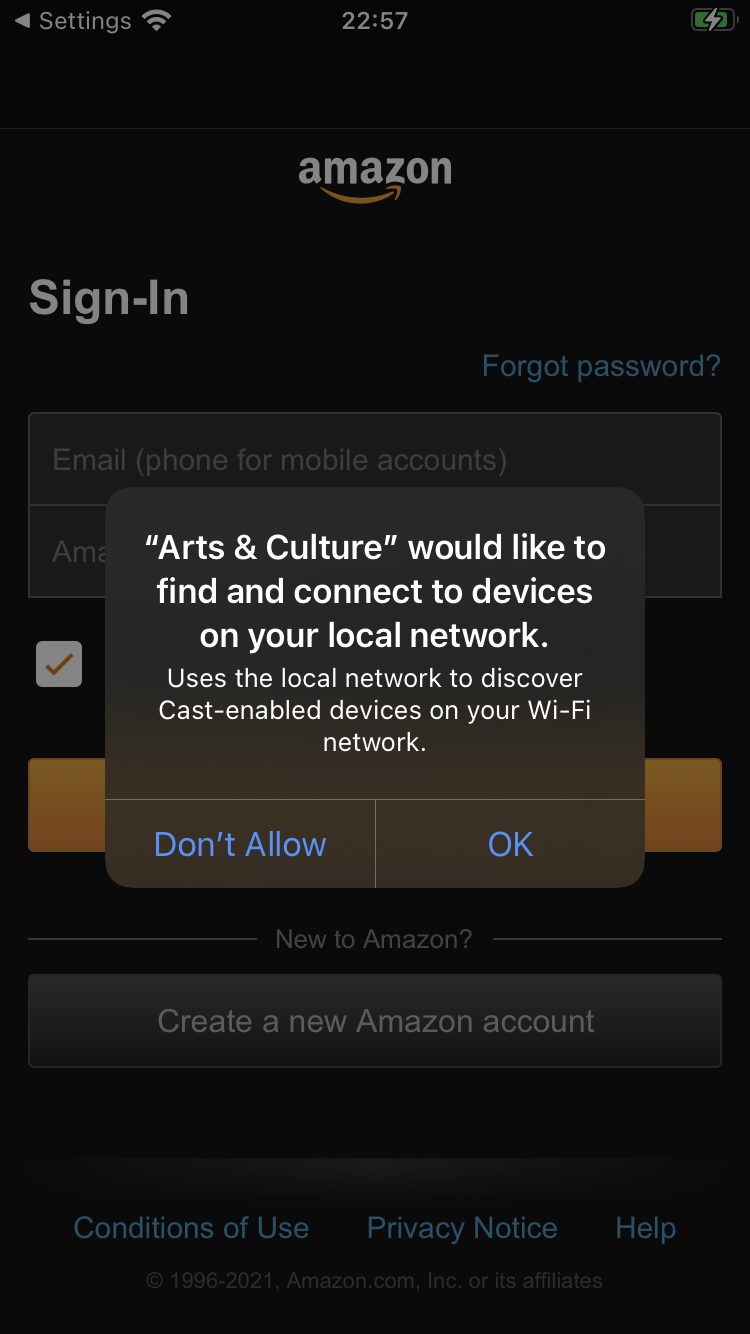 Settings
22:57
amazon
Sign-In
Forgot password?
Email (phone for mobile accounts)
“Arts & Culture” would like to
find and connect to devices
on your local network.
Uses the local network to discover
Cast-enabled devices on your Wi-Fi
network.
Don’t Allow
OK
New to Amazon?
Create a new Amazon account
Conditions of Use
Privacy Notice
Help
© 1996-2021, Amazon.com, Inc. or its affiliates